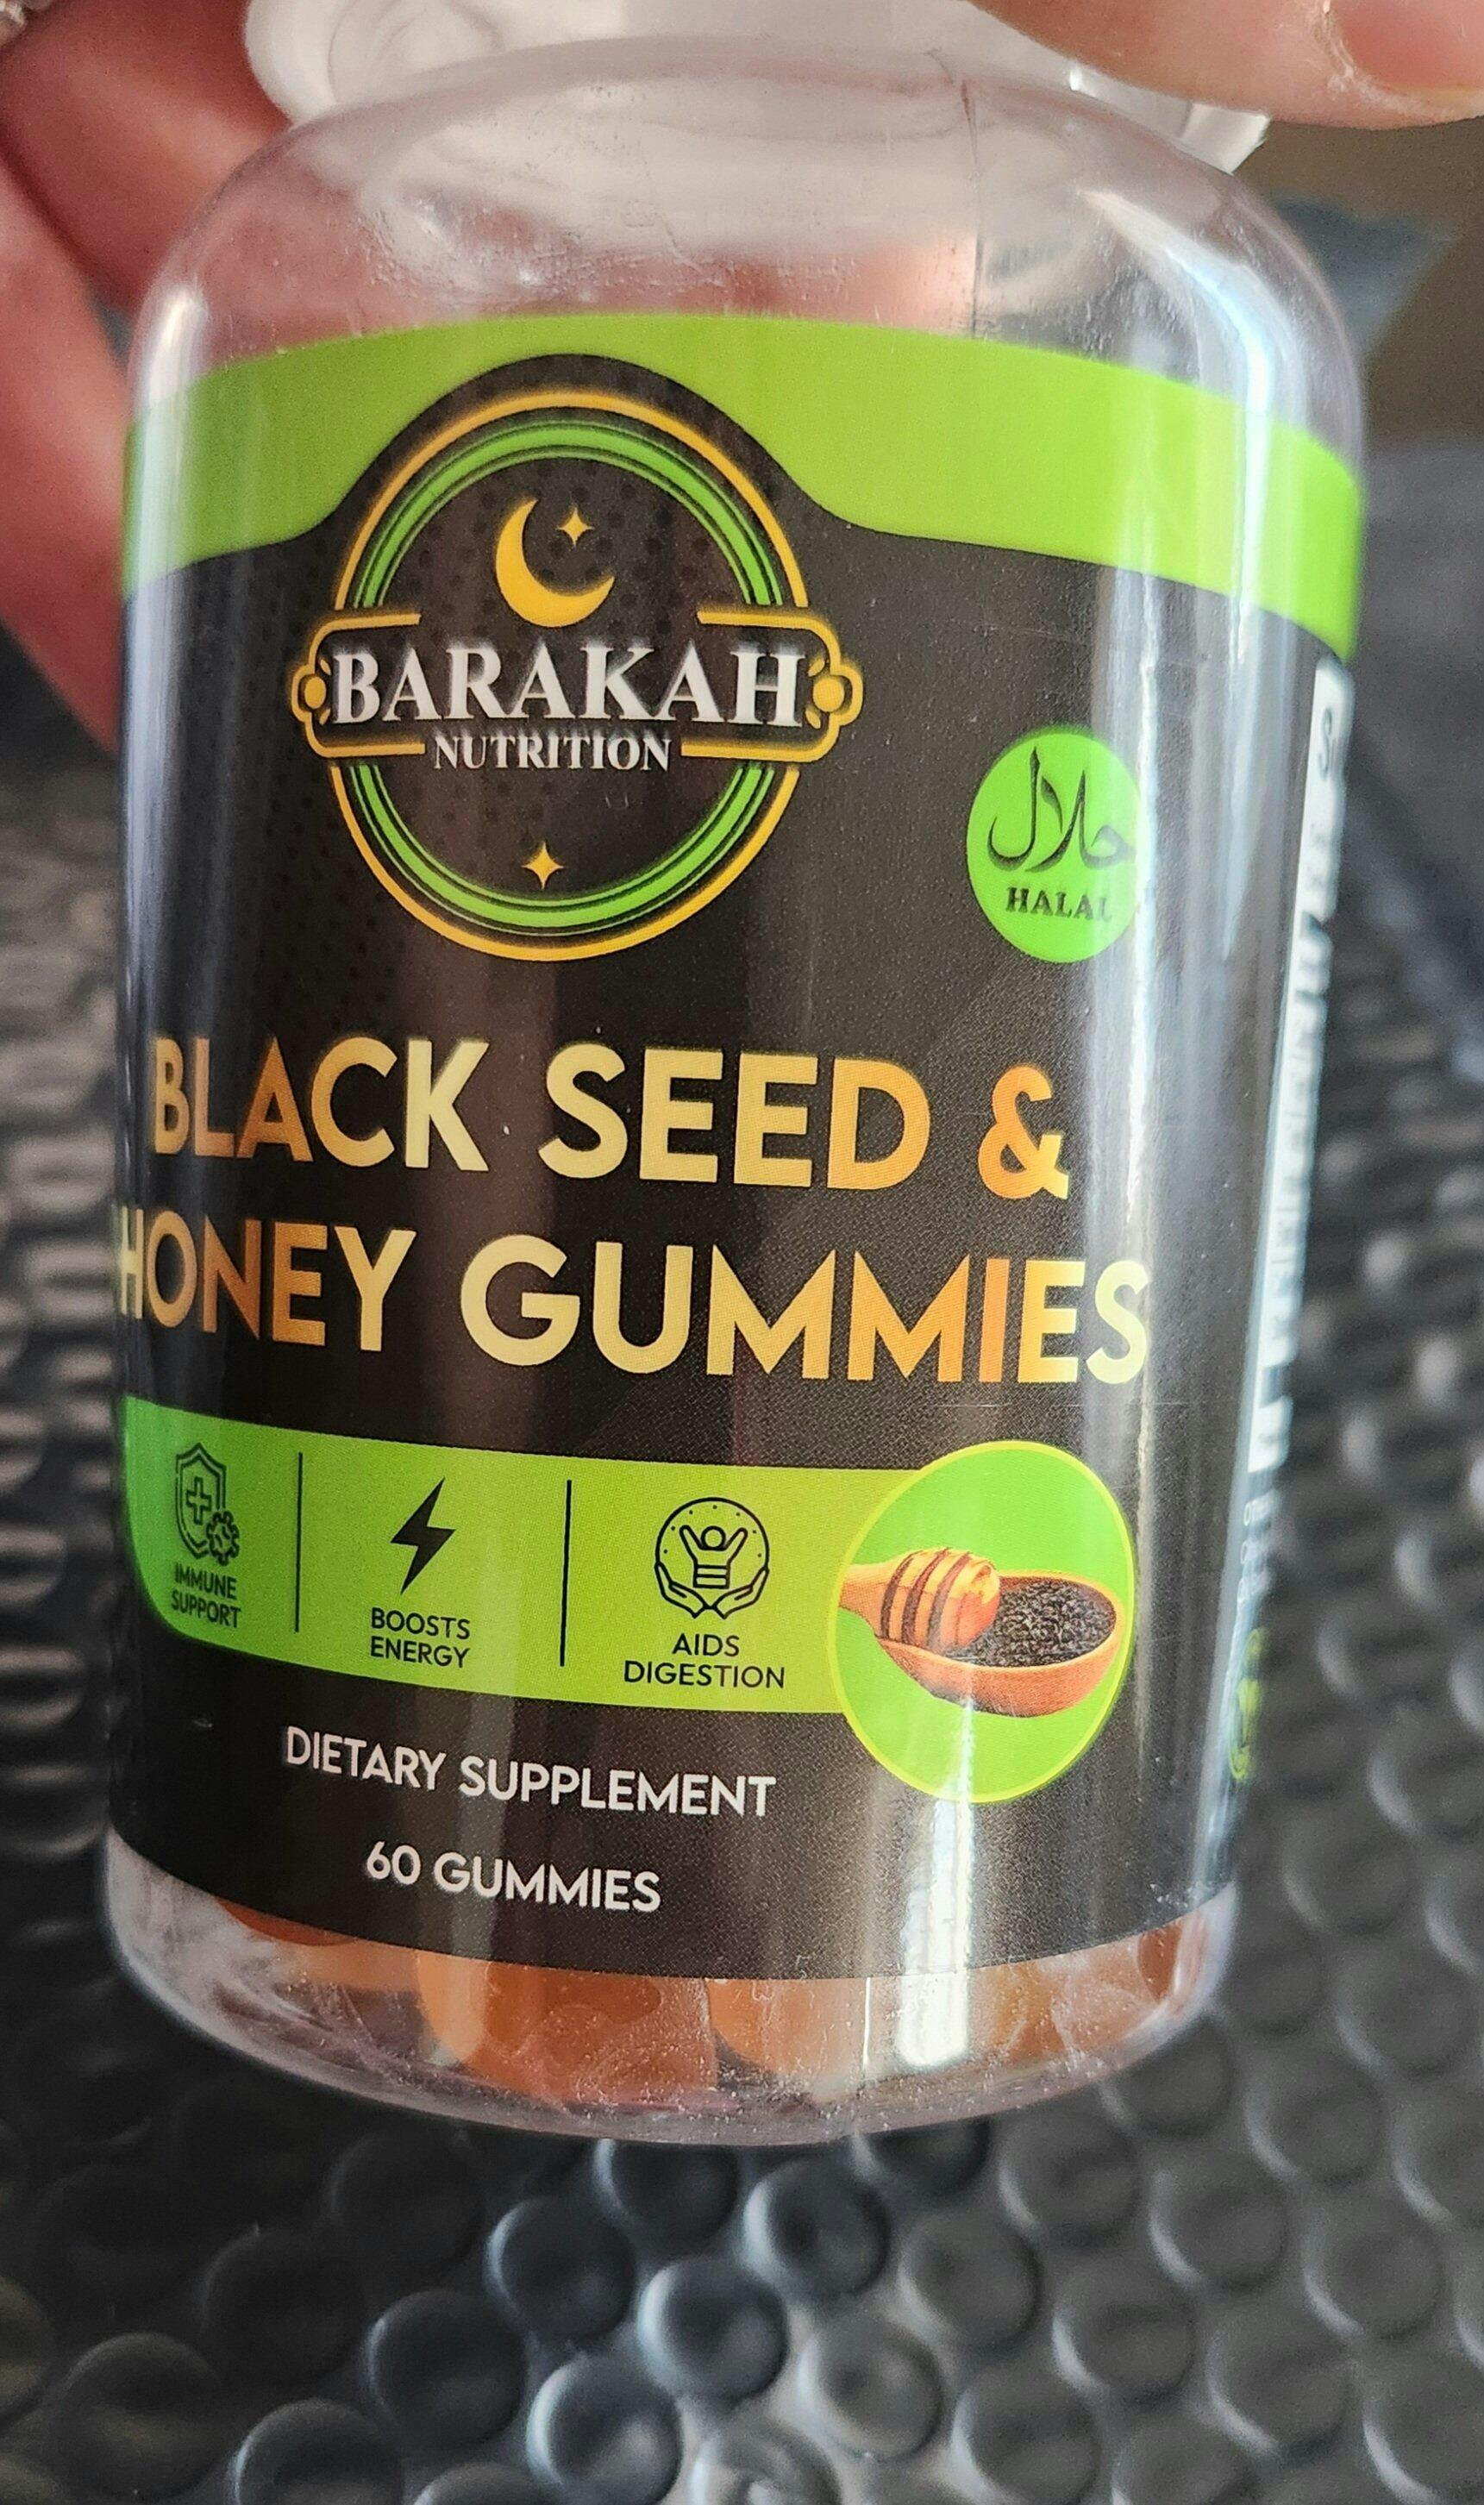 BARAKAH
NUTRITION
حلال
HALAL
BLACK SEED &
HONEY GUMMIES
IMMUNE
SUPPORT
BOOSTS
ENERGY
AIDS
DIGESTION
DIETARY SUPPLEMENT
60 GUMMIES